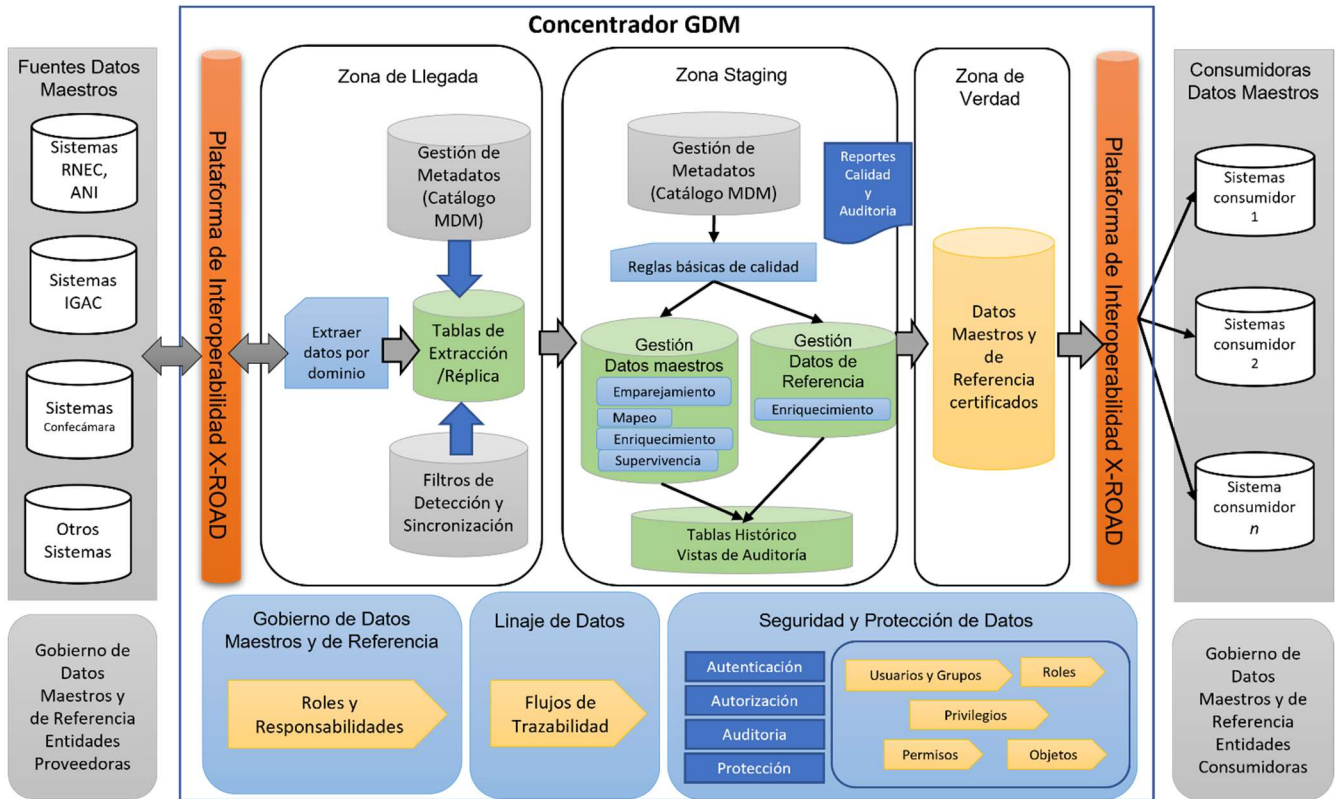 Concentrador GDM
Fuentes Datos
Maestros
Sistemas
RNEC,
ANI
Sistemas
IGAC
Sistemas
Confecámara
Otros
Sistemas
Gobierno de
Datos
Maestros y
de Referencia
Entidades
Proveedoras
Plataforma de Interoperabilidad X-ROAD
Zona de Llegada
Gestión de
Metadatos
(Catálogo
MDM)
Extraer
datos por
dominio
Tablas de
Extracción
/Réplica
Filtros de
Detección y
Sincronización
Zona Staging
Gestión de
Metadatos
(Catálogo MDM)
Reportes
Calidad
y
Auditoria
Reglas básicas de calidad
Gestión
Datos maestros
Emparejamiento
Mapeo
Enriquecimiento
Supervivencia
Gestión
Datos de
Referencia
Enriquecimiento
Tablas Histórico
Vistas de Auditoría
Zona de
Verdad
Datos
Maestros y
de
Referencia
certificados
Plataforma de Interoperabilidad X-ROAD
Consumidoras
Datos Maestros
Sistemas
consumidor
1
Sistemas
consumidor
2
Sistema
consumidor
n
Gobierno de
Datos
Maestros y de
Referencia
Entidades
Consumidoras
Gobierno de Datos
Maestros y de Referencia
Roles y
Responsabilidades
Linaje de Datos
Flujos de
Trazabilidad
Seguridad y Protección de Datos
Autenticación
Autorización
Auditoria
Protección
Usuarios y Grupos
Roles
Privilegios
Permisos
Objetos